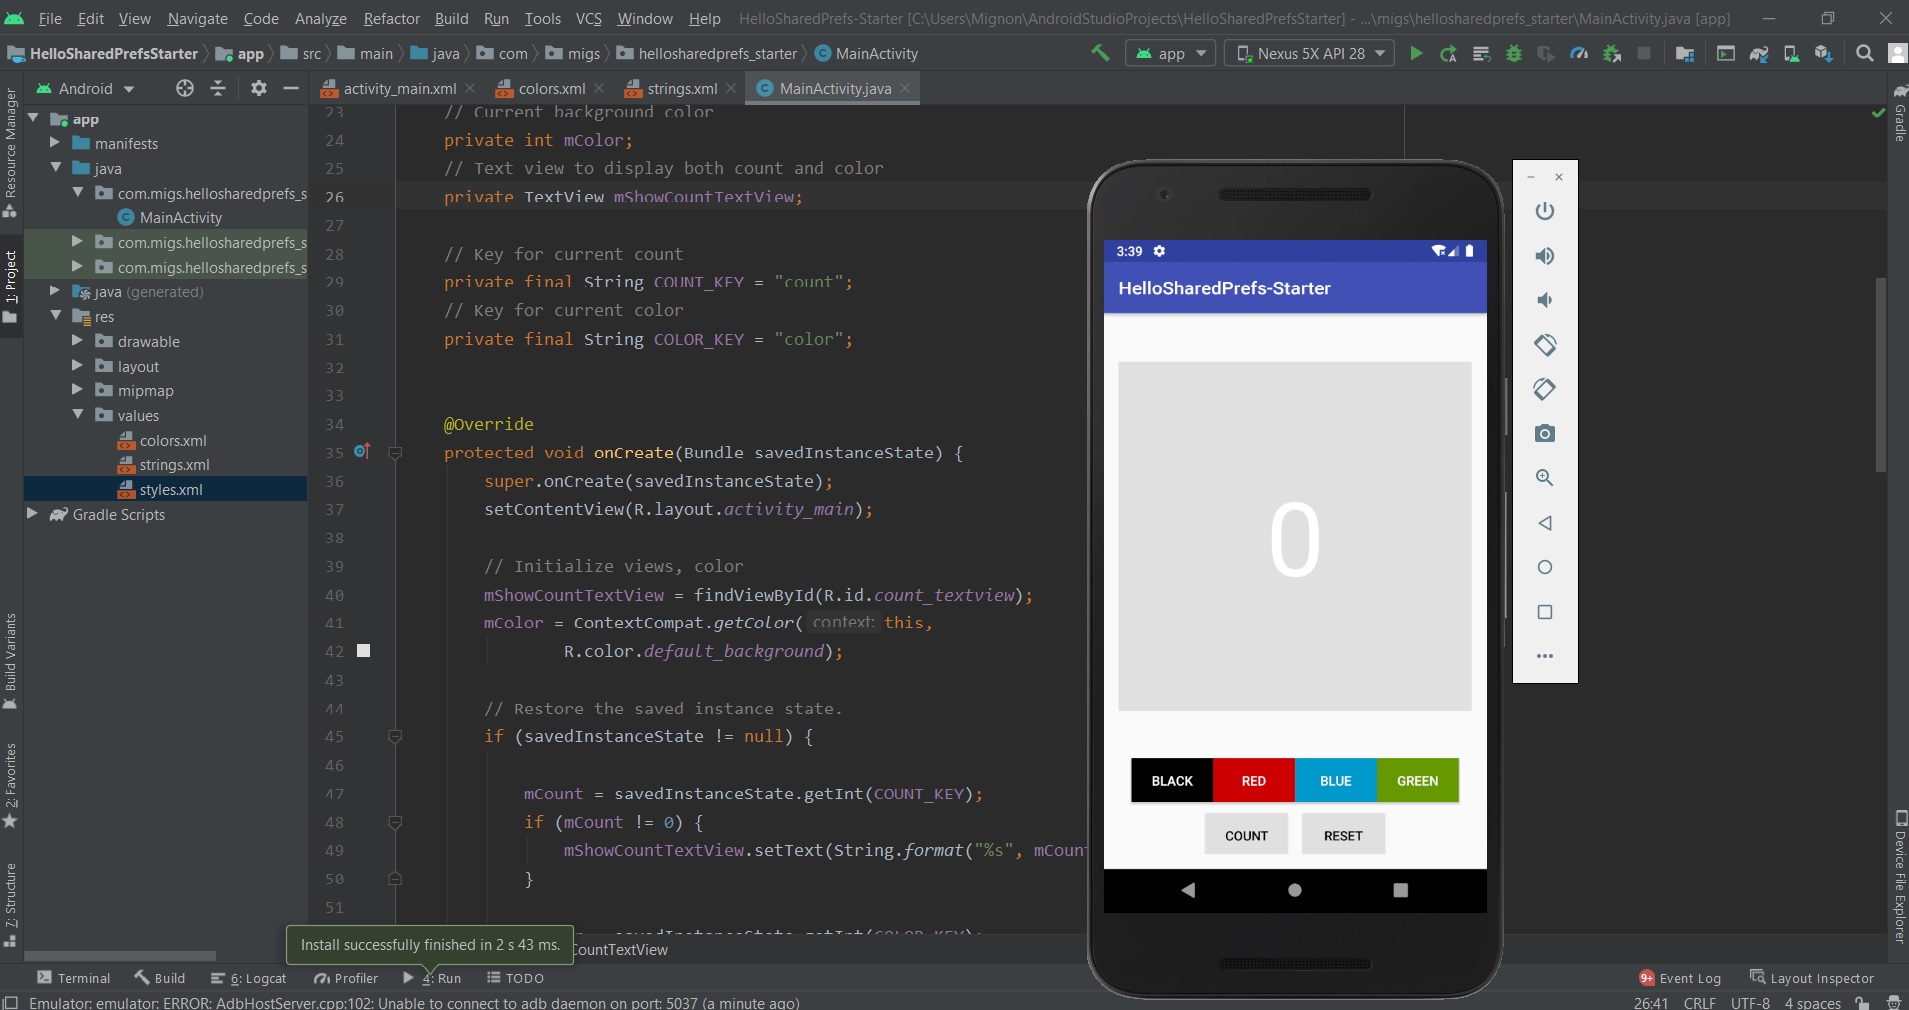 File Edit View Navigate Code Analyze Refactor Build Run Tools VCS Window Help HelloSharedPrefs-Starter [C:\Users\Mignon\AndroidStudioProjects\HelloSharedPrefsStarter] - ...\migs\hellosharedprefs_starter\MainActivity.java [app]
HelloSharedPrefsStarter app src main java com migs hellosharedprefs_starter MainActivity app Nexus 5X API 28
Android activity_main.xml colors.xml strings.xml MainActivity.java
Resource Manager
1: Project
Build Variants
2: Favorites
7: Structure
app
manifests
java
com.migs.hellosharedprefs_s
MainActivity
com.migs.hellosharedprefs_s
com.migs.hellosharedprefs_s
java (generated)
res
drawable
layout
mipmap
values
colors.xml
strings.xml
styles.xml
Gradle Scripts
23 // Current background color
24 private int mColor;
25 // Text view to display both count and color
26 private TextView mShowCountTextView;
27
28 // Key for current count
29 private final String COUNT_KEY = "count";
30 // Key for current color
31 private final String COLOR_KEY = "color";
32
33
34 @Override
35 protected void onCreate(Bundle savedInstanceState) {
36 super.onCreate(savedInstanceState);
37 setContentView(R.layout.activity_main);
38
39 // Initialize views, color
40 mShowCountTextView = findViewById(R.id.count_textview);
41 mColor = ContextCompat.getColor( context: this,
42 R.color.default_background);
43
44 // Restore the saved instance state.
45 if (savedInstanceState != null) {
46
47 mCount = savedInstanceState.getInt(COUNT_KEY);
48 if (mCount != 0) {
49 mShowCountTextView.setText(String.format("%s", mCount
50 }
51
savedInstanceState.getInt(COLOR_KEY);
3:39
HelloSharedPrefs-Starter
0
BLACK RED BLUE GREEN
COUNT RESET
Gradle
Device File Explorer
Install successfully finished in 2 s 43 ms.
CountTextView
Terminal Build 6: Logcat Profiler 4: Run TODO 9+ Event Log Layout Inspector
Emulator: emulator: ERROR: AdbHostServer.cpp:102: Unable to connect to adb daemon on port: 5037 (a minute ago) 26:41 CRLF UTF-8 4 spaces